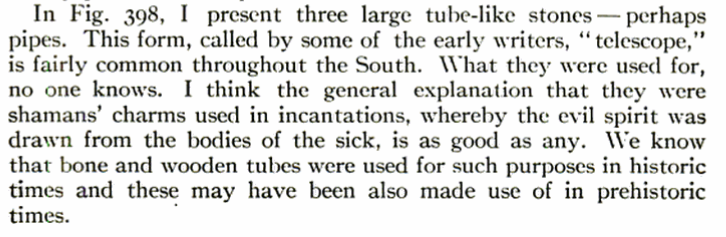 In Fig. 398, I present three large tube-like stones — perhaps
pipes. This form, called by some of the early writers, "telescope,"
is fairly common throughout the South. What they were used for,
no one knows. I think the general explanation that they were
shamans' charms used in incantations, whereby the evil spirit was
drawn from the bodies of the sick, is as good as any. We know
that bone and wooden tubes were used for such purposes in historic
times and these may have been also made use of in prehistoric
times.